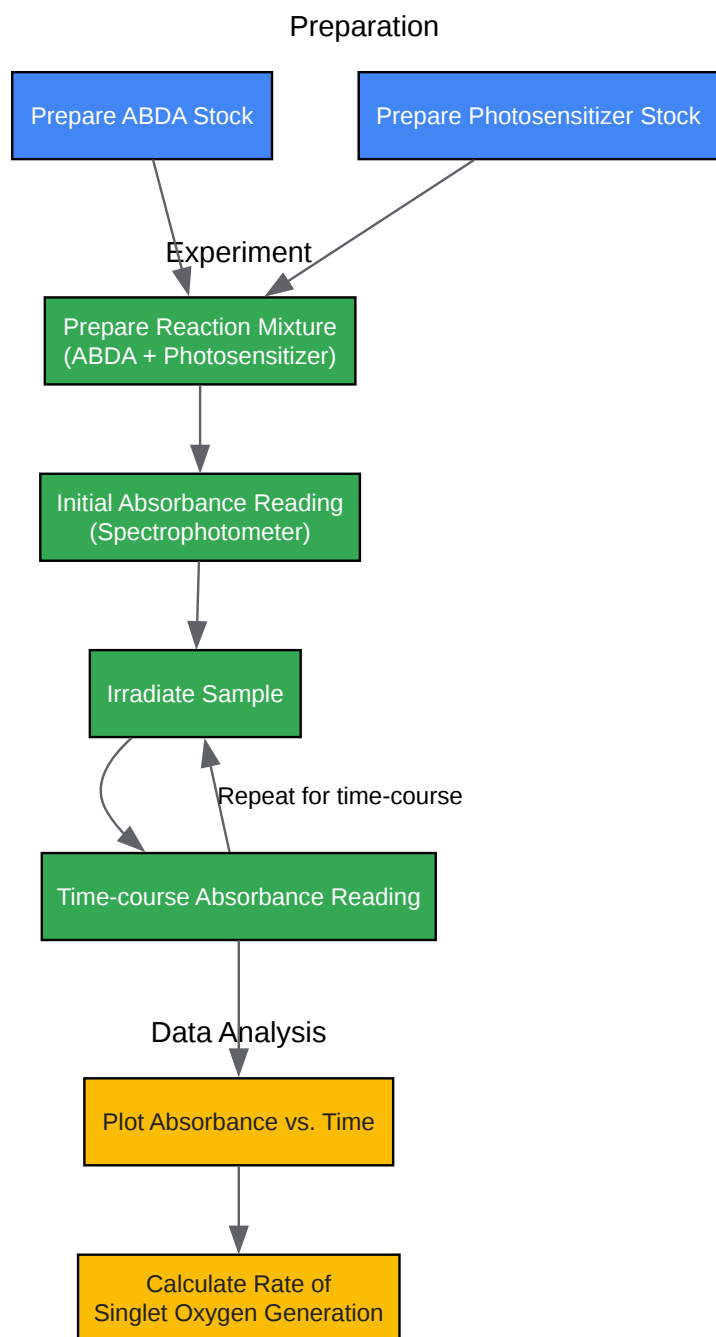 Preparation
Prepare ABDA Stock
Prepare Photosensitizer Stock
Experiment
Prepare Reaction Mixture
(ABDA + Photosensitizer)
Initial Absorbance Reading
(Spectrophotometer)
Irradiate Sample
Repeat for time-course
Time-course Absorbance Reading
Data Analysis
Plot Absorbance vs. Time
Calculate Rate of
Singlet Oxygen Generation